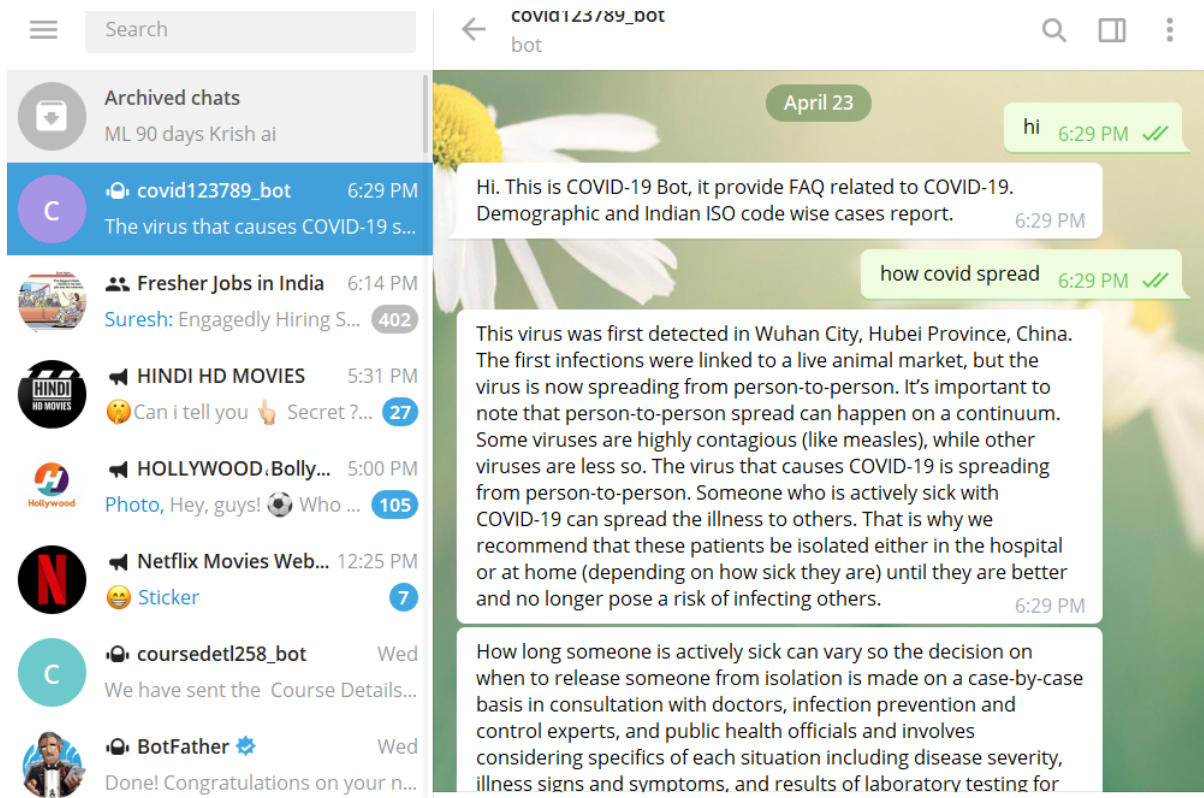 Search
Archived chats
ML 90 days Krish ai
C
covid123789_bot 6:29 PM
The virus that causes COVID-19 s...
Fresher Jobs in India 6:14 PM
Suresh: Engagedly Hiring S... 402
HINDI
HD MOVIES
HINDI HD MOVIES 5:31 PM
🤫Can i tell you 👆🏻 Secret ?... 27
Hollywood
HOLLYWOOD.Bolly... 5:00 PM
Photo, Hey, guys! ⚽ Who ... 105
N
Netflix Movies Web... 12:25 PM
😁 Sticker 7
C
coursedetl258_bot Wed
We have sent the Course Details...
BotFather Wed
Done! Congratulations on your n...
covid123789_bot
bot
April 23
hi 6:29 PM
Hi. This is COVID-19 Bot, it provide FAQ related to COVID-19.
Demographic and Indian ISO code wise cases report. 6:29 PM
how covid spread 6:29 PM
This virus was first detected in Wuhan City, Hubei Province, China.
The first infections were linked to a live animal market, but the
virus is now spreading from person-to-person. It’s important to
note that person-to-person spread can happen on a continuum.
Some viruses are highly contagious (like measles), while other
viruses are less so. The virus that causes COVID-19 is spreading
from person-to-person. Someone who is actively sick with
COVID-19 can spread the illness to others. That is why we
recommend that these patients be isolated either in the hospital
or at home (depending on how sick they are) until they are better
and no longer pose a risk of infecting others. 6:29 PM
How long someone is actively sick can vary so the decision on
when to release someone from isolation is made on a case-by-case
basis in consultation with doctors, infection prevention and
control experts, and public health officials and involves
considering specifics of each situation including disease severity,
illness signs and symptoms, and results of laboratory testing for